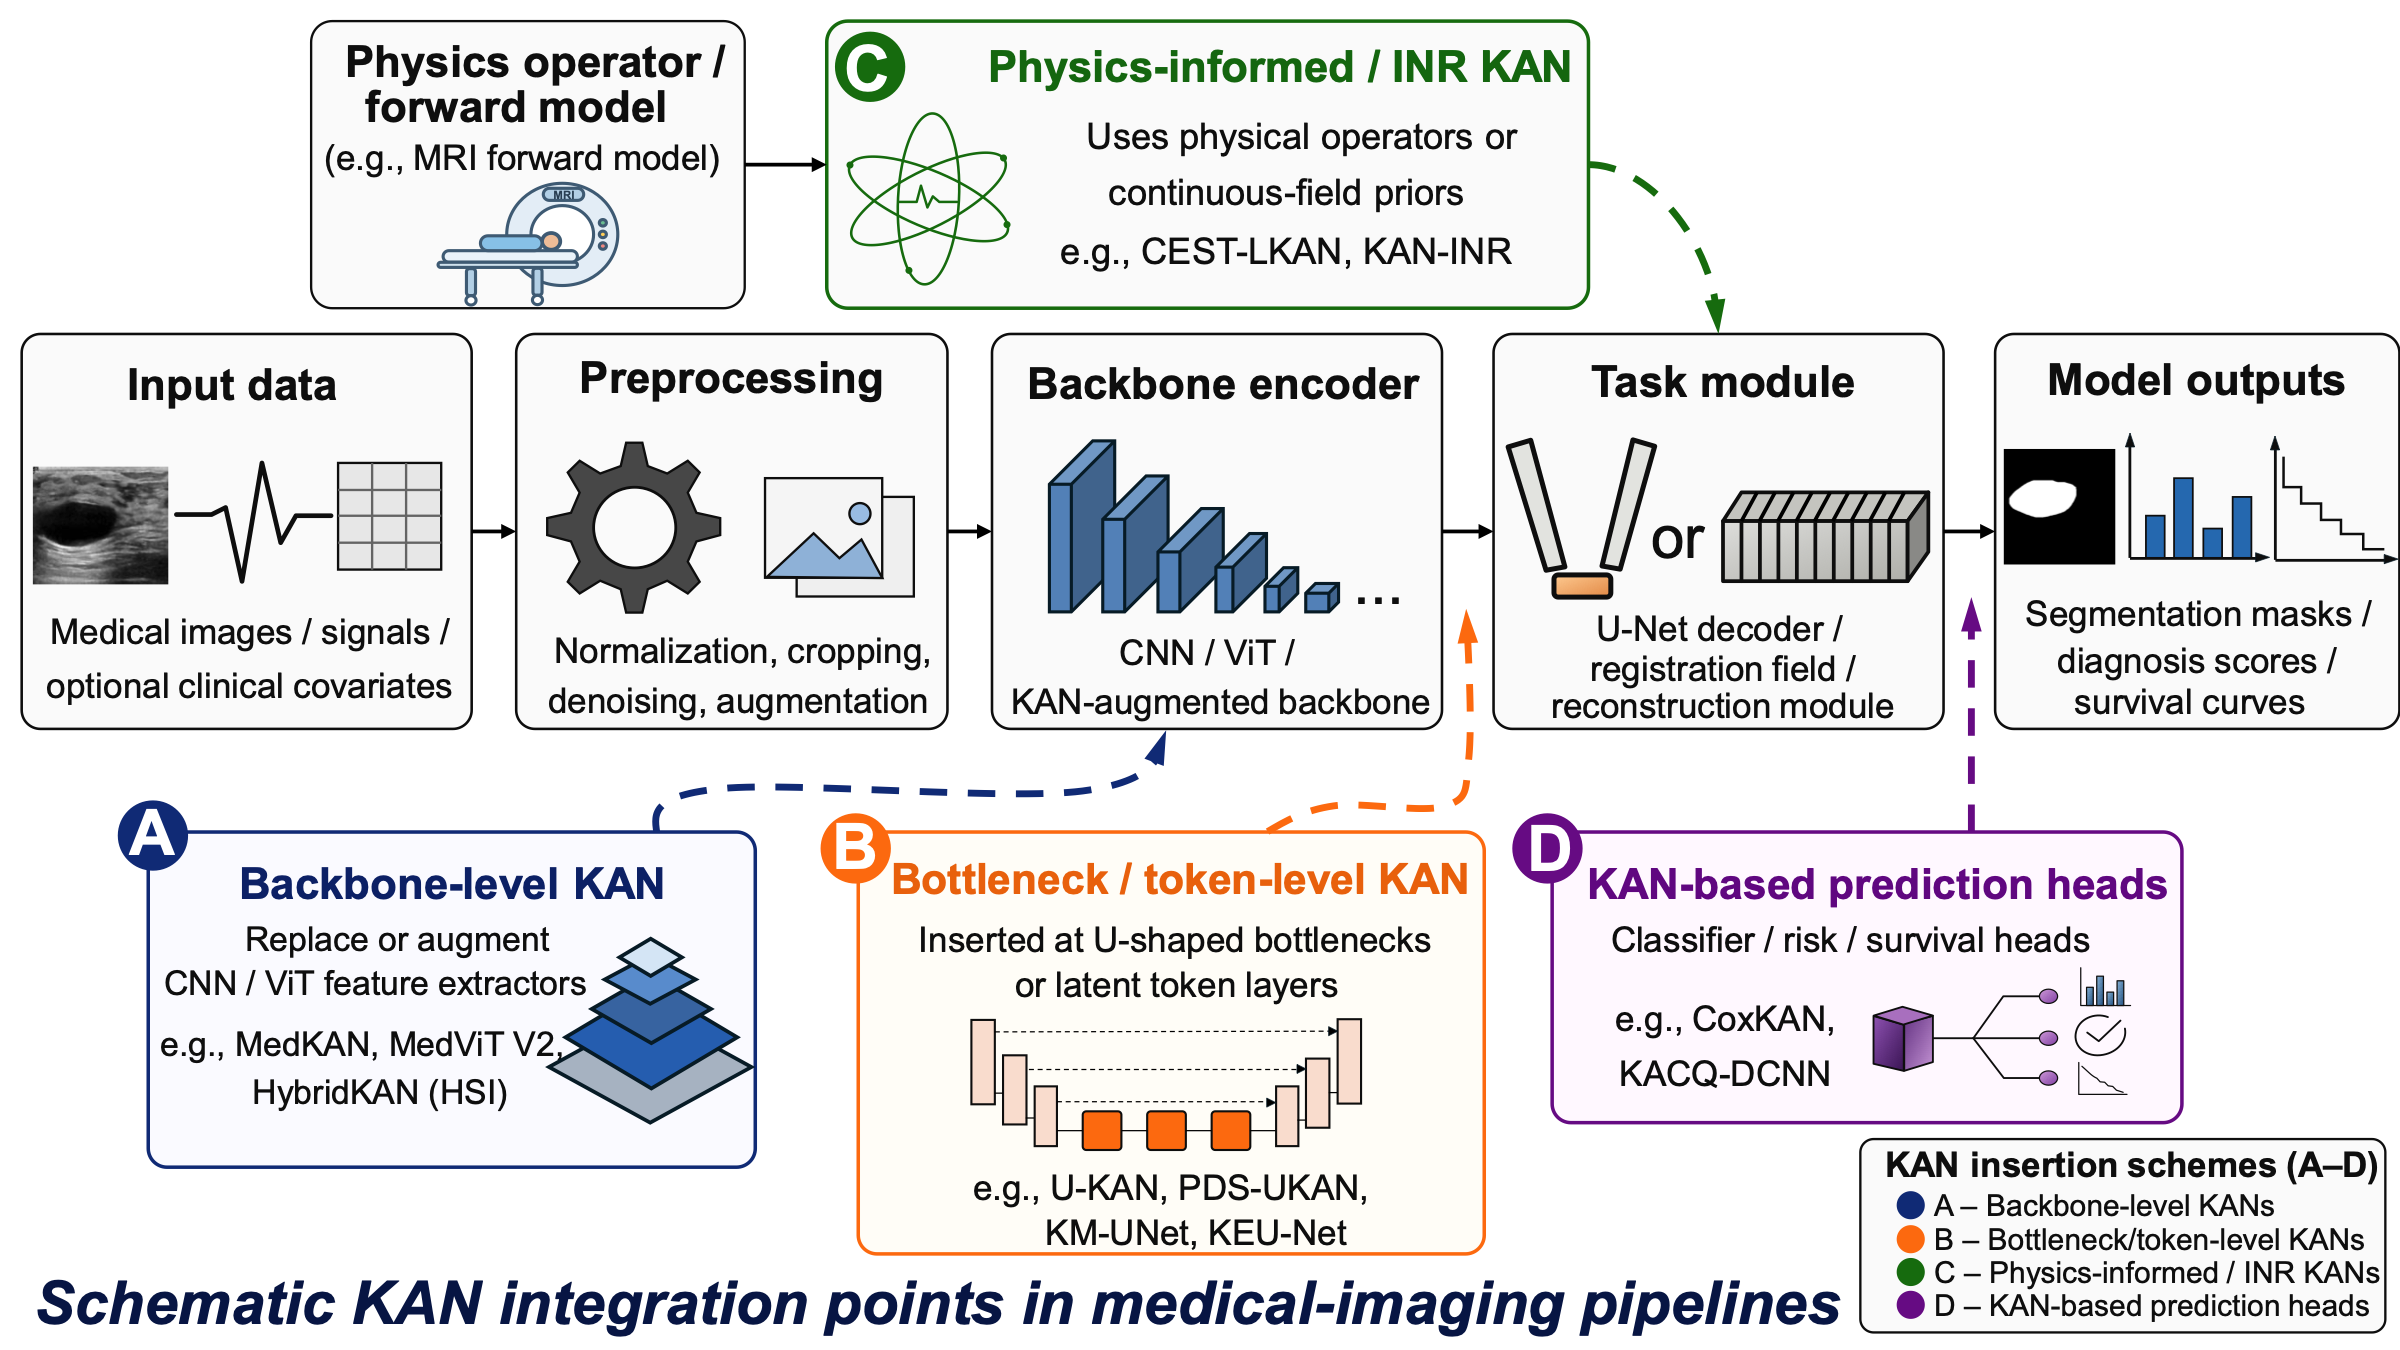 Physics operator /
forward model
(e.g., MRI forward model)
MRI
C
Physics-informed / INR KAN
Uses physical operators or
continuous-field priors
e.g., CEST-LKAN, KAN-INR
Input data
Medical images / signals /
optional clinical covariates
Preprocessing
Normalization, cropping,
denoising, augmentation
Backbone encoder
...
CNN / ViT /
KAN-augmented backbone
Task module
or
U-Net decoder /
registration field /
reconstruction module
Model outputs
Segmentation masks /
diagnosis scores /
survival curves
A
Backbone-level KAN
Replace or augment
CNN / ViT feature extractors
e.g., MedKAN, MedViT V2,
HybridKAN (HSI)
B
Bottleneck / token-level KAN
Inserted at U-shaped bottlenecks
or latent token layers
e.g., U-KAN, PDS-UKAN,
KM-UNet, KEU-Net
D
KAN-based prediction heads
Classifier / risk / survival heads
e.g., CoxKAN,
KACQ-DCNN
KAN insertion schemes (A–D)
A – Backbone-level KANs
B – Bottleneck/token-level KANs
C – Physics-informed / INR KANs
D – KAN-based prediction heads
Schematic KAN integration points in medical-imaging pipelines